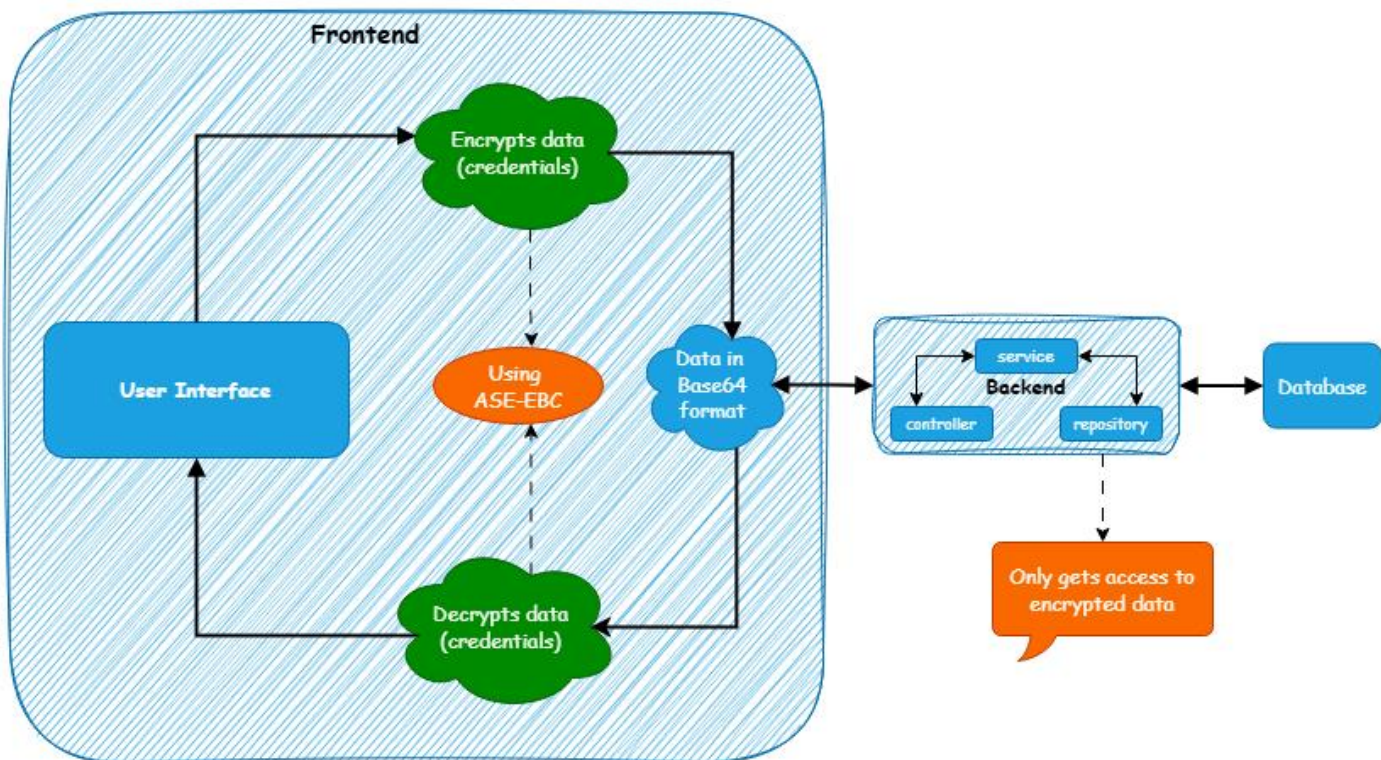 Frontend
Encrypts data
(credentials)
User Interface
Using
ASE-EBC
Data in
Base64
format
service
Backend
controller
repository
Database
Only gets access to
encrypted data
Decrypts data
(credentials)